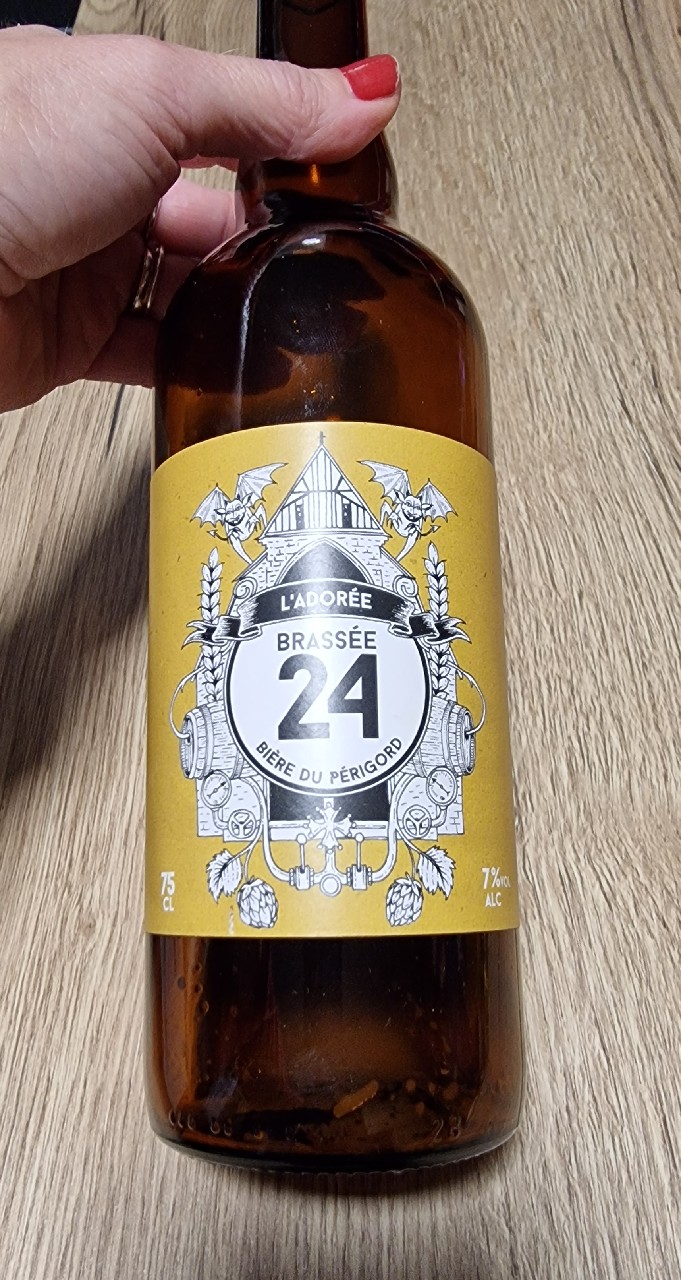 L'ADORÉE
BRASSÉE
24
BIÈRE DU PÉRIGORD
75
CL
7%VOL
ALC